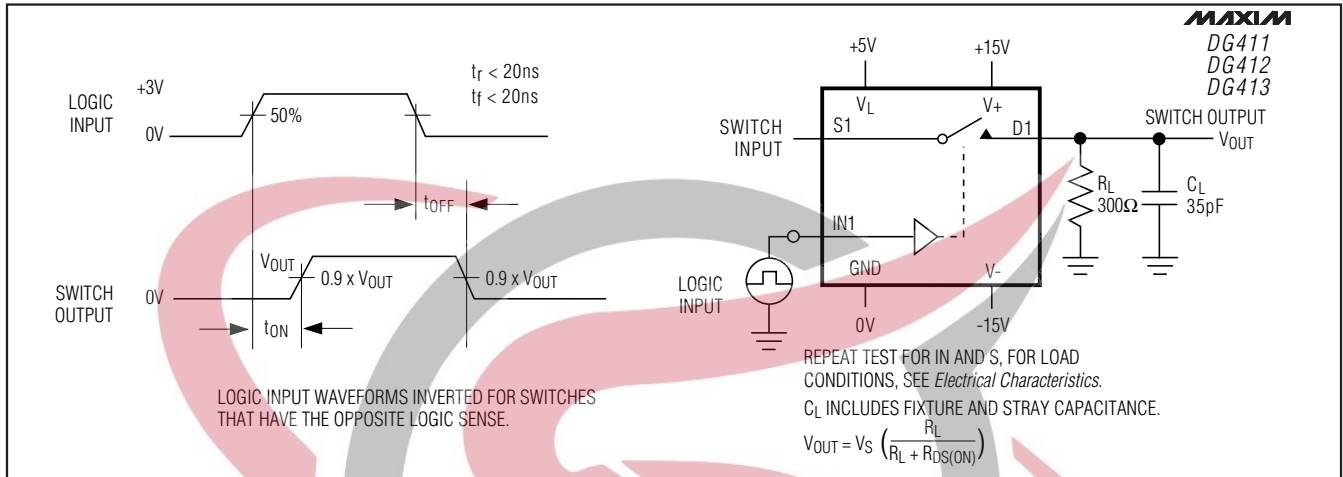 MAXIM
DG411
DG412
DG413
tr < 20ns
tf < 20ns
LOGIC
INPUT
+3V
0V
50%
tOFF
SWITCH
OUTPUT
VOUT
0V
0.9 x VOUT
0.9 x VOUT
tON
LOGIC INPUT WAVEFORMS INVERTED FOR SWITCHES
THAT HAVE THE OPPOSITE LOGIC SENSE.
+5V
+15V
VL
V+
SWITCH
INPUT
S1
D1
SWITCH OUTPUT
VOUT
RL
300Ω
CL
35pF
IN1
LOGIC
INPUT
GND
V-
0V
-15V
REPEAT TEST FOR IN AND S, FOR LOAD
CONDITIONS, SEE Electrical Characteristics.
CL INCLUDES FIXTURE AND STRAY CAPACITANCE.
VOUT = VS (RL / RL + RDS(ON))